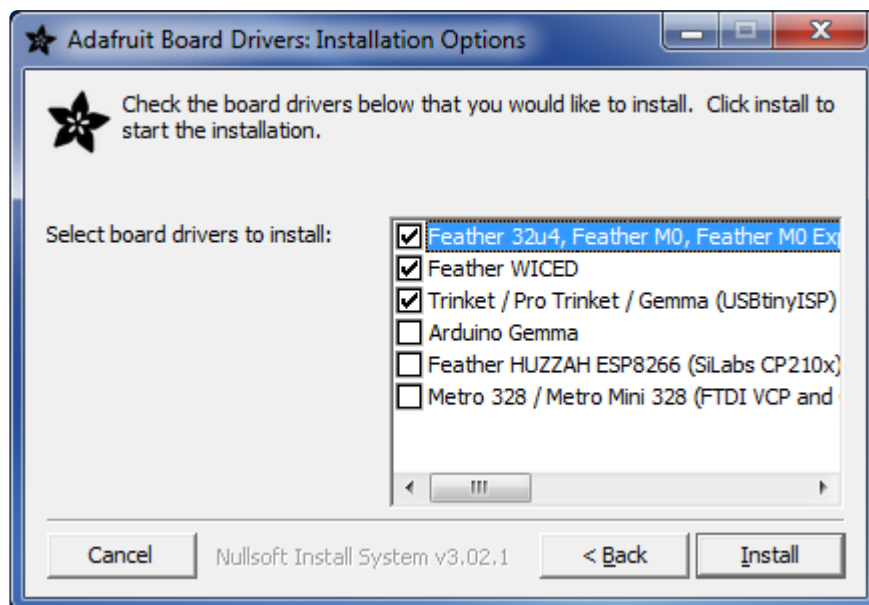 Adafruit Board Drivers: Installation Options
Check the board drivers below that you would like to install. Click install to
start the installation.
Select board drivers to install:
Feather 32u4, Feather M0, Feather M0
Feather WICED
Trinket / Pro Trinket / Gemma (USBtinyISP)
Arduino Gemma
Feather HUZZAH ESP8266 (SiLabs CP210x)
Metro 328 / Metro Mini 328 (FTDI VCP and
Cancel
Nullsoft Install System v3.02.1
< Back
Install